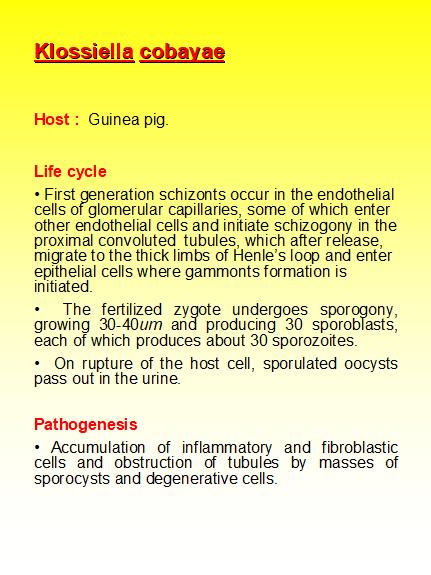 Klossiella cobayae
Host :  Guinea pig.
Life cycle
• First generation schizonts occur in the endothelial
cells of glomerular capillaries, some of which enter
other endothelial cells and initiate schizogony in the
proximal convoluted  tubules, which after release,
migrate to the thick limbs of Henle’s loop and enter
epithelial cells where gammonts formation is
initiated.
•  The fertilized zygote undergoes sporogony,
growing 30-40um and producing 30 sporoblasts,
each of which produces about 30 sporozoites.
•  On rupture of the host cell, sporulated oocysts
pass out in the urine.
Pathogenesis
• Accumulation of inflammatory and fibroblastic
cells and obstruction of tubules by masses of
sporocysts and degenerative cells.